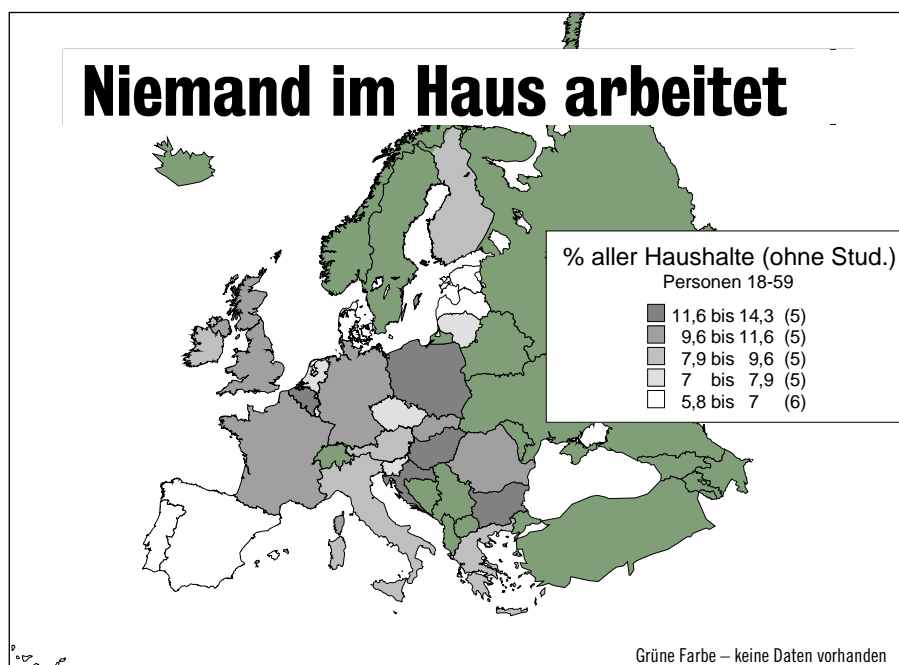 Niemand im Haus arbeitet
% aller Haushalte (ohne Stud.)
Personen 18-59
11,6 bis 14,3 (5)
9,6 bis 11,6 (5)
7,9 bis 9,6 (5)
7 bis 7,9 (5)
5,8 bis 7 (6)
Grüne Farbe – keine Daten vorhanden